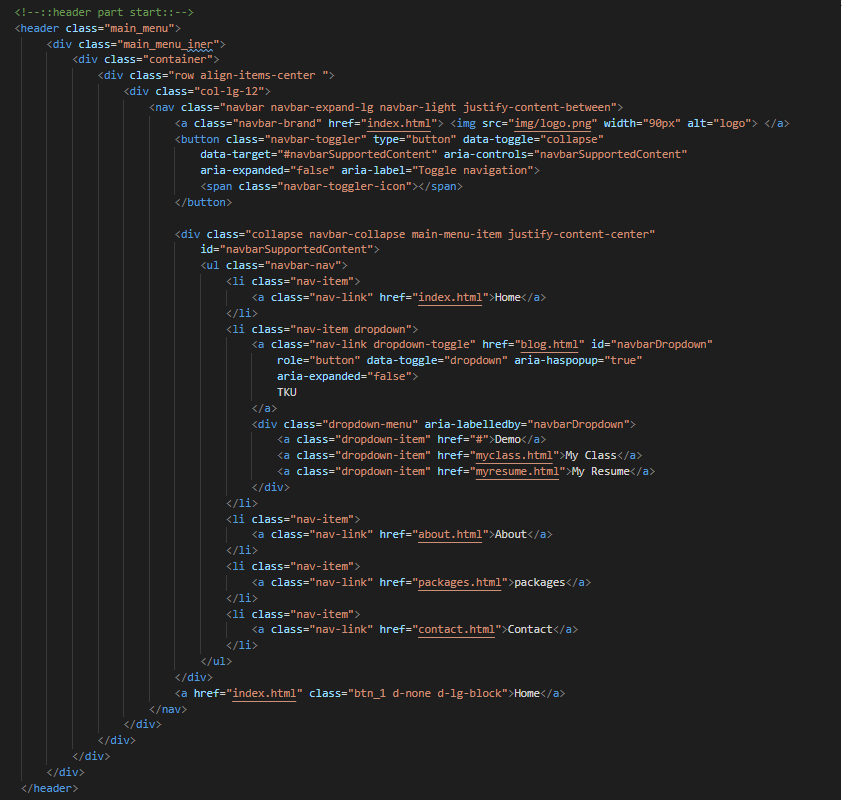 <!--::header part start::-->
<header class="main_menu">
<div class="main_menu_iner">
<div class="container">
<div class="row align-items-center ">
<div class="col-lg-12">
<nav class="navbar navbar-expand-lg navbar-light justify-content-between">
<a class="navbar-brand" href="index.html"> <img src="img/logo.png" width="90px" alt="logo"> </a>
<button class="navbar-toggler" type="button" data-toggle="collapse"
data-target="#navbarSupportedContent" aria-controls="navbarSupportedContent"
aria-expanded="false" aria-label="Toggle navigation">
<span class="navbar-toggler-icon"></span>
</button>
<div class="collapse navbar-collapse main-menu-item justify-content-center"
id="navbarSupportedContent">
<ul class="navbar-nav">
<li class="nav-item">
<a class="nav-link" href="index.html">Home</a>
</li>
<li class="nav-item dropdown">
<a class="nav-link dropdown-toggle" href="blog.html" id="navbarDropdown"
role="button" data-toggle="dropdown" aria-haspopup="true"
aria-expanded="false">
TKU
</a>
<div class="dropdown-menu" aria-labelledby="navbarDropdown">
<a class="dropdown-item" href="#">Demo</a>
<a class="dropdown-item" href="myclass.html">My Class</a>
<a class="dropdown-item" href="myresume.html">My Resume</a>
</div>
</li>
<li class="nav-item">
<a class="nav-link" href="about.html">About</a>
</li>
<li class="nav-item">
<a class="nav-link" href="packages.html">packages</a>
</li>
<li class="nav-item">
<a class="nav-link" href="contact.html">Contact</a>
</li>
</ul>
</div>
<a href="index.html" class="btn_1 d-none d-lg-block">Home</a>
</nav>
</div>
</div>
</div>
</div>
</header>